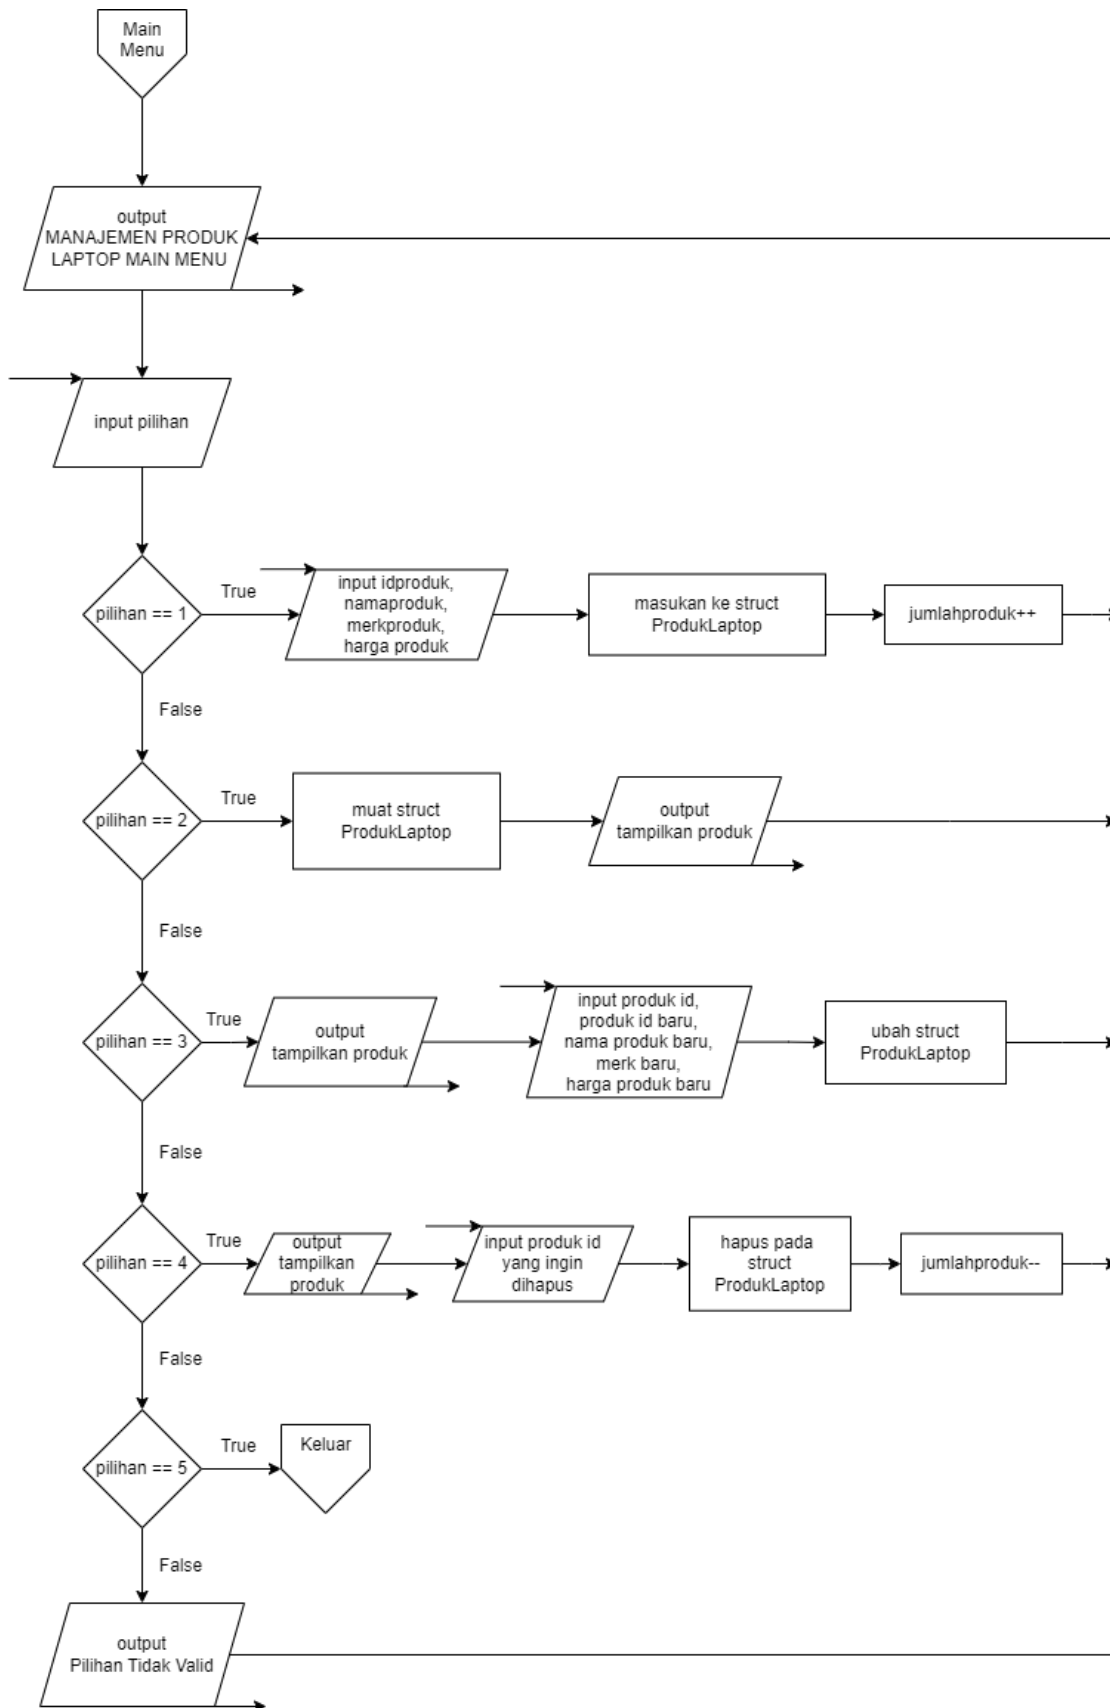 Main
Menu
output
MANAJEMEN PRODUK
LAPTOP MAIN MENU
input pilihan
pilihan == 1
True
input idproduk,
namaproduk,
merkproduk,
harga produk
masukan ke struct
ProdukLaptop
jumlahproduk++
False
pilihan == 2
True
muat struct
ProdukLaptop
output
tampilkan produk
False
pilihan == 3
True
output
tampilkan produk
input produk id,
produk id baru,
nama produk baru,
merk baru,
harga produk baru
ubah struct
ProdukLaptop
False
pilihan == 4
True
output
tampilkan
produk
input produk id
yang ingin
dihapus
hapus pada
struct
ProdukLaptop
jumlahproduk--
False
pilihan == 5
True
Keluar
False
output
Pilihan Tidak Valid